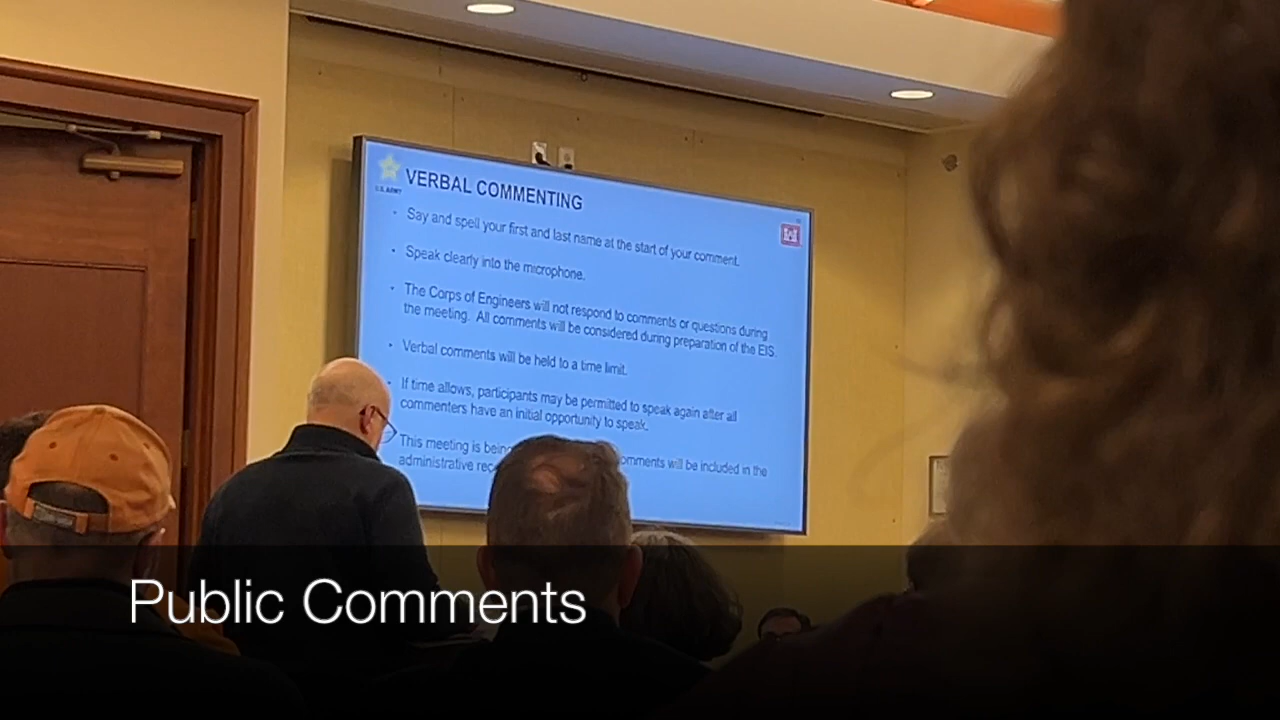 VERBAL COMMENTING
U.S. ARMY
Say and spell your first and last name at the start of your comment.
Speak clearly into the microphone.
The Corps of Engineers will not respond to comments or questions during
the meeting. All comments will be considered during preparation of the EIS.
Verbal comments will be held to a time limit.
If time allows, participants may be permitted to speak again after all
commenters have an initial opportunity to speak.
This meeting is being comments will be included in the
administrative
Public Comments